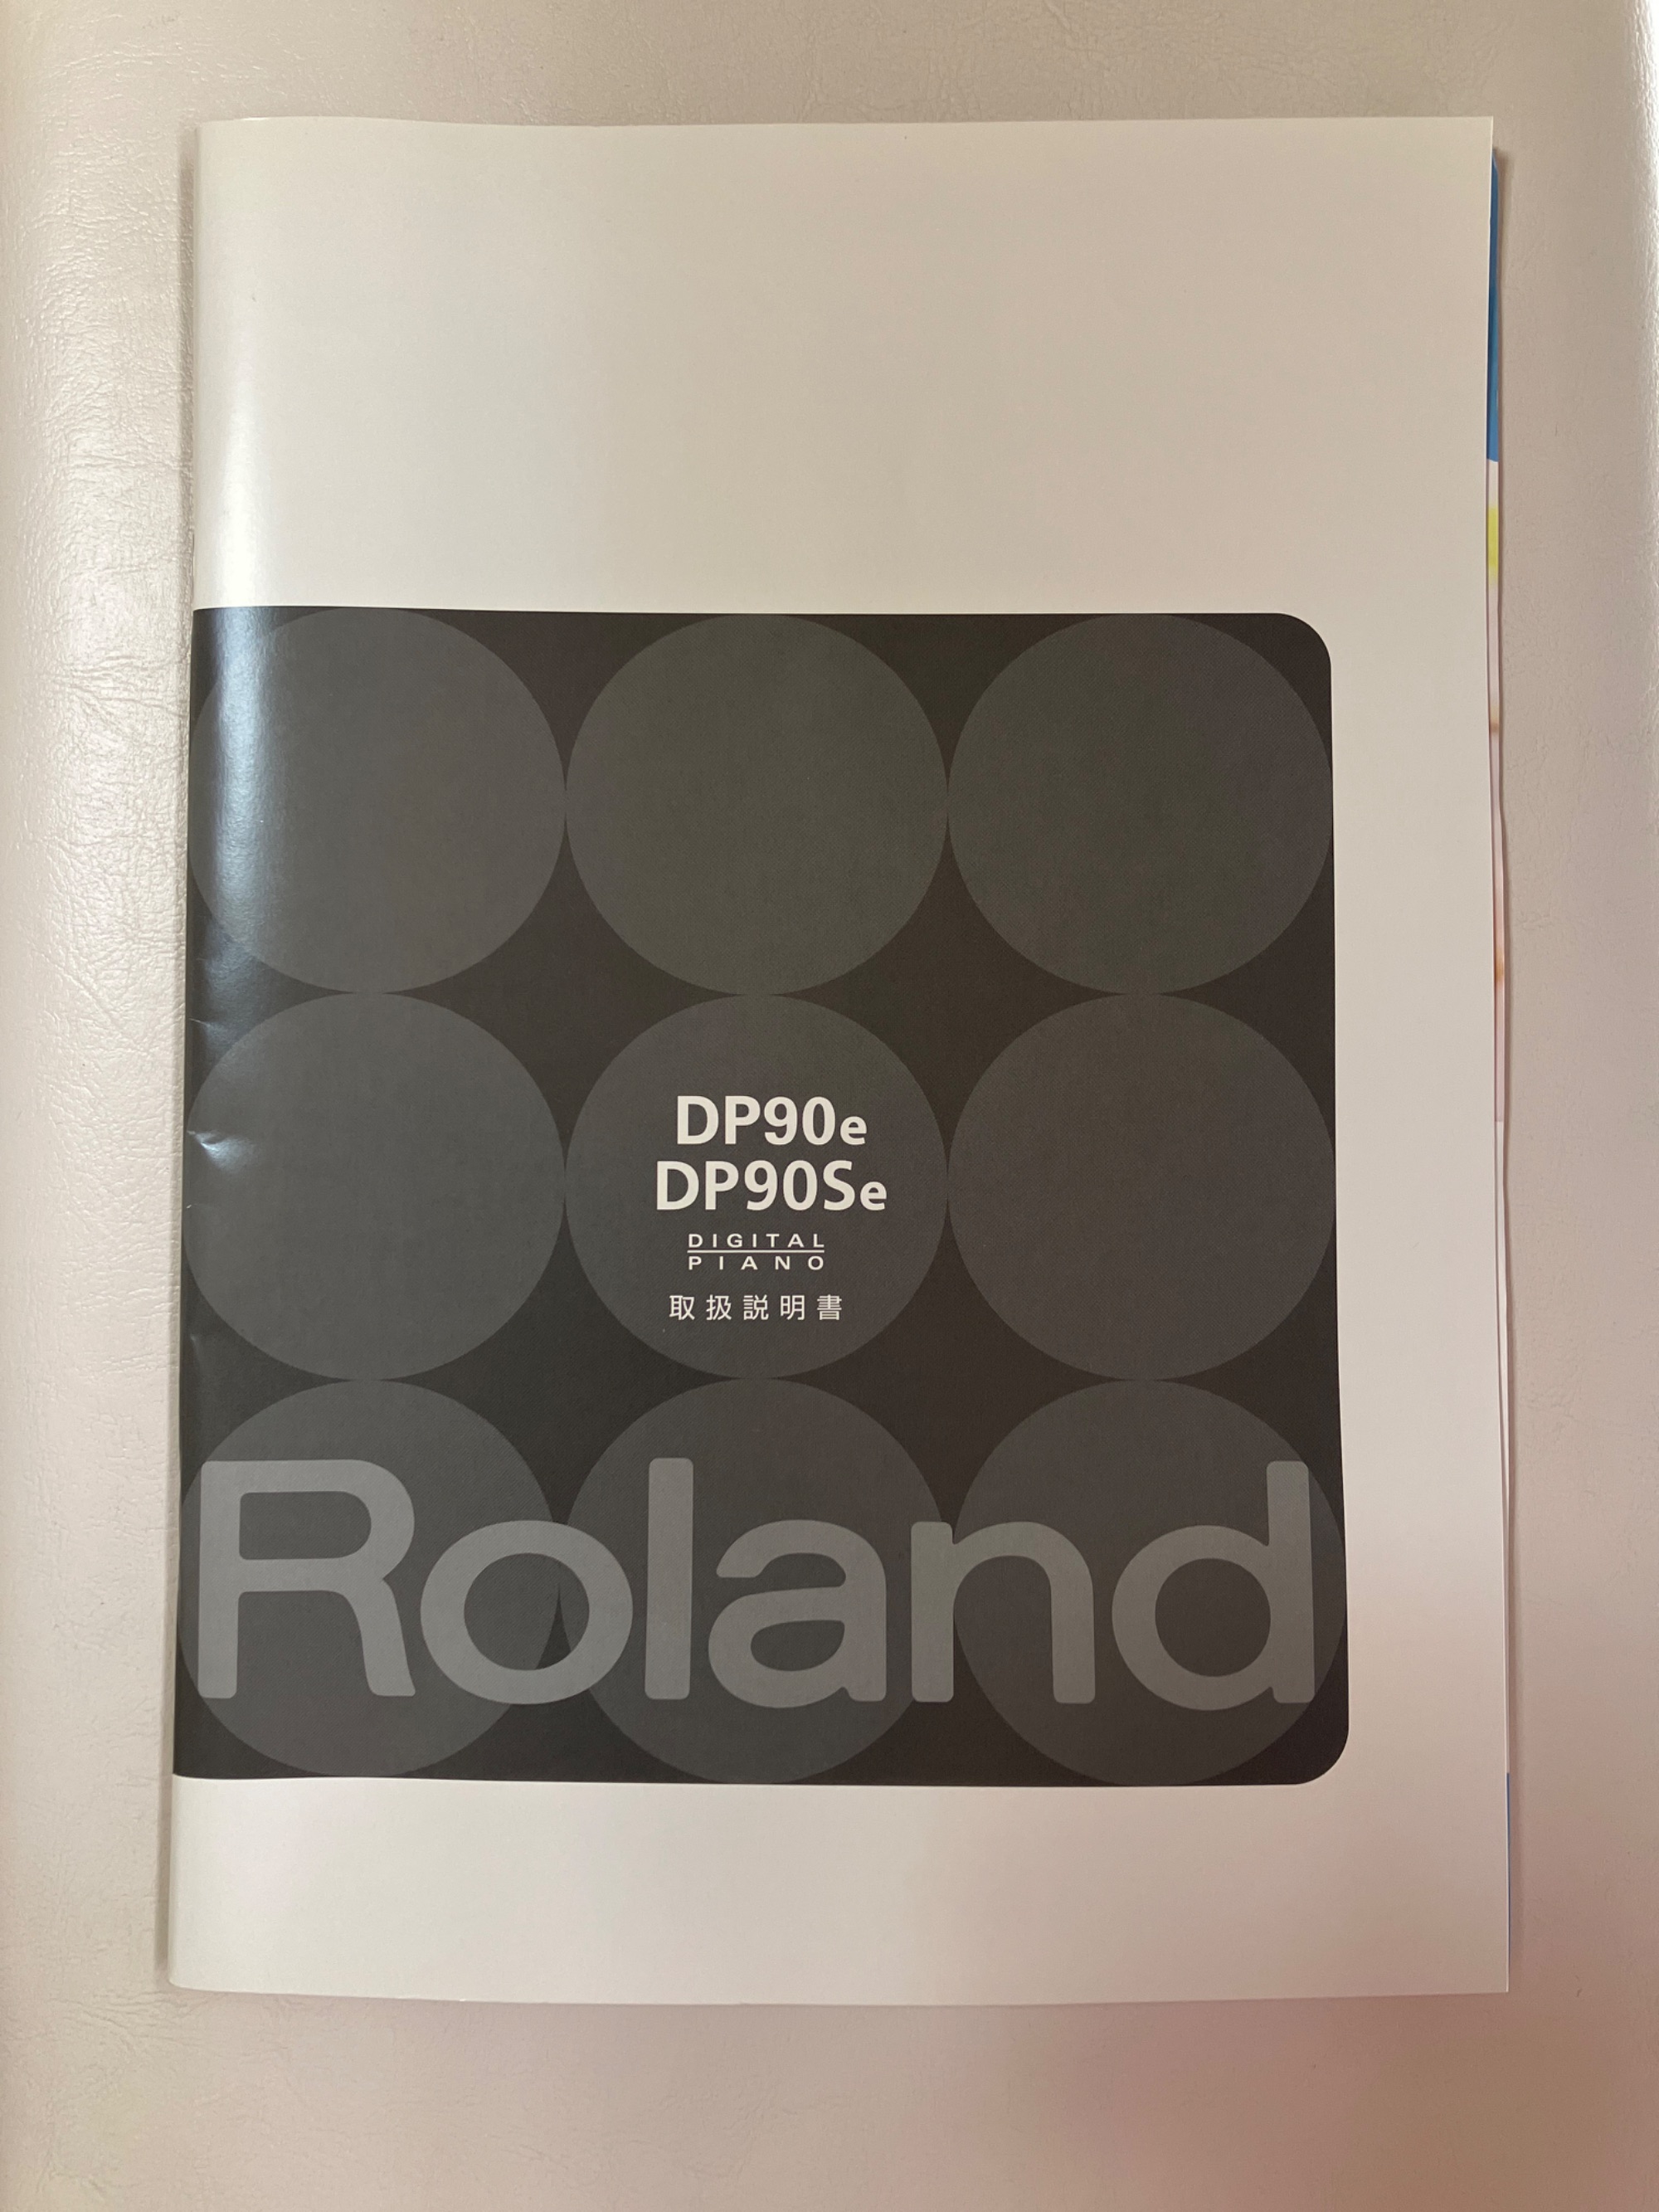 DP90e
DP90Se
DIGITAL
PIANO
取扱説明書
Roland